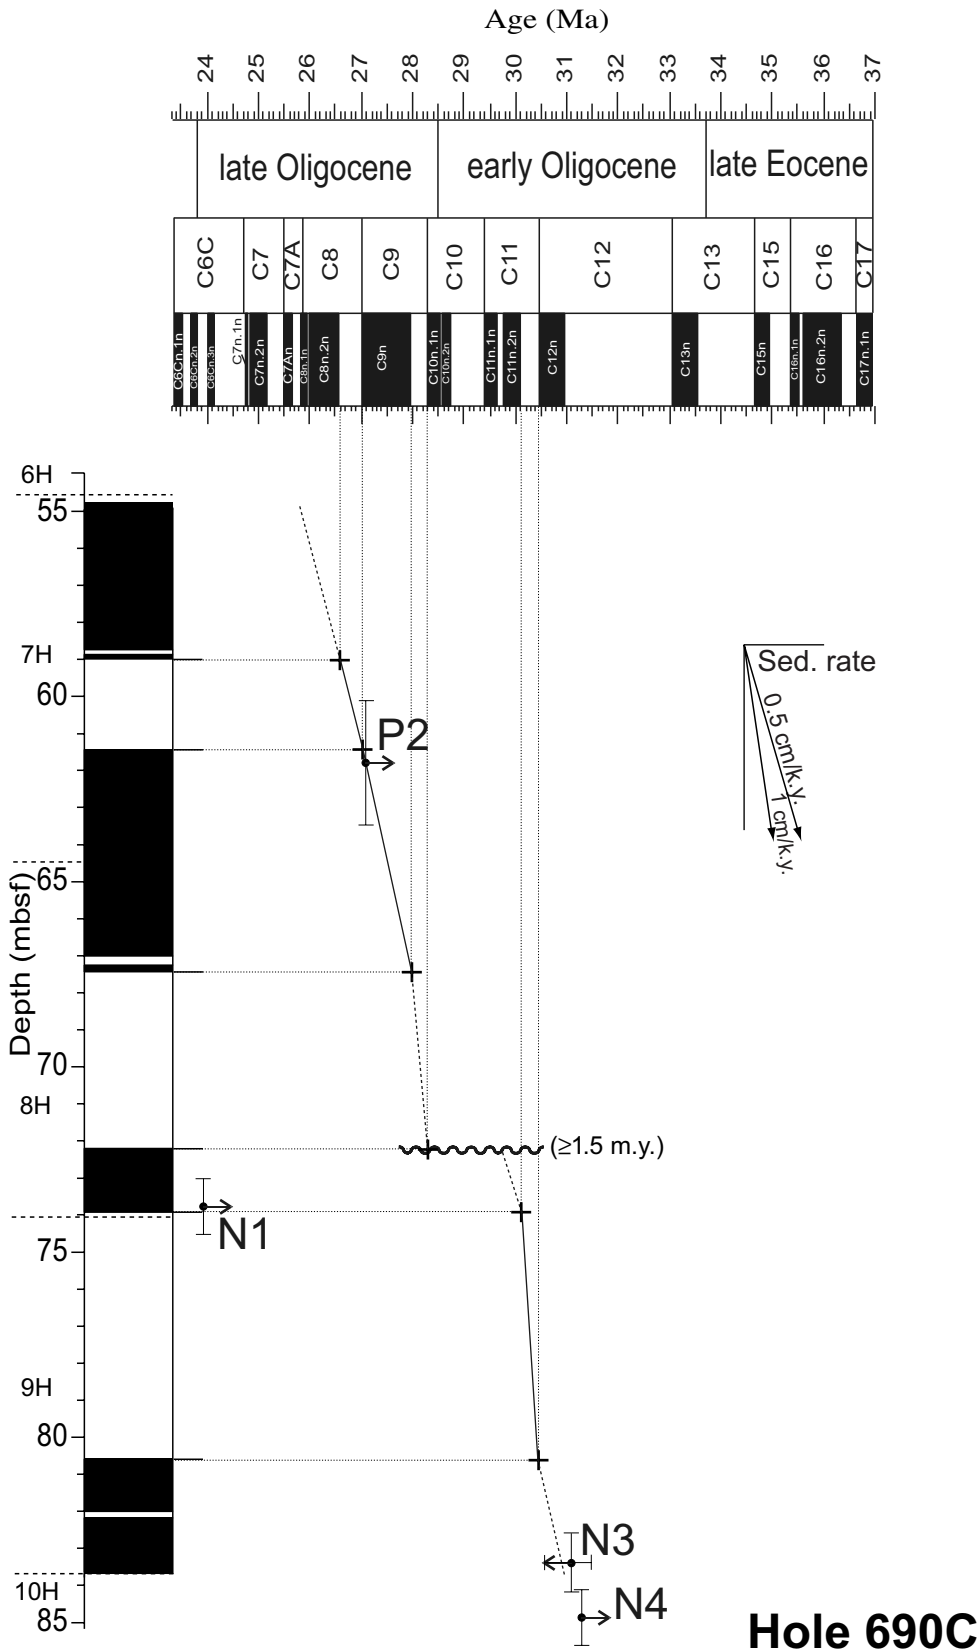 Age (Ma)
24 25 26 27 28 29 30 31 32 33 34 35 36 37
late Oligocene early Oligocene late Eocene
C6C C7 C7A C8 C9 C10 C11 C12 C13 C15 C16 C17
C6Cn.1n C6Cn.2n C6Cn.3n C7n.1n C7n.2n C7An C8n.1n C8n.2n C9n C10n.1n C10n.2n C11n.1n C11n.2n C12n C13n C15n C16n.1n C16n.2n C17n.1n
6H
55
7H
Sed. rate
60
P2
0.5 cm/k.y.
1 cm/k.y.
65
Depth (mbsf)
70
8H
(≥1.5 m.y.)
N1
75
9H
80
N3
10H
N4
85
Hole 690C